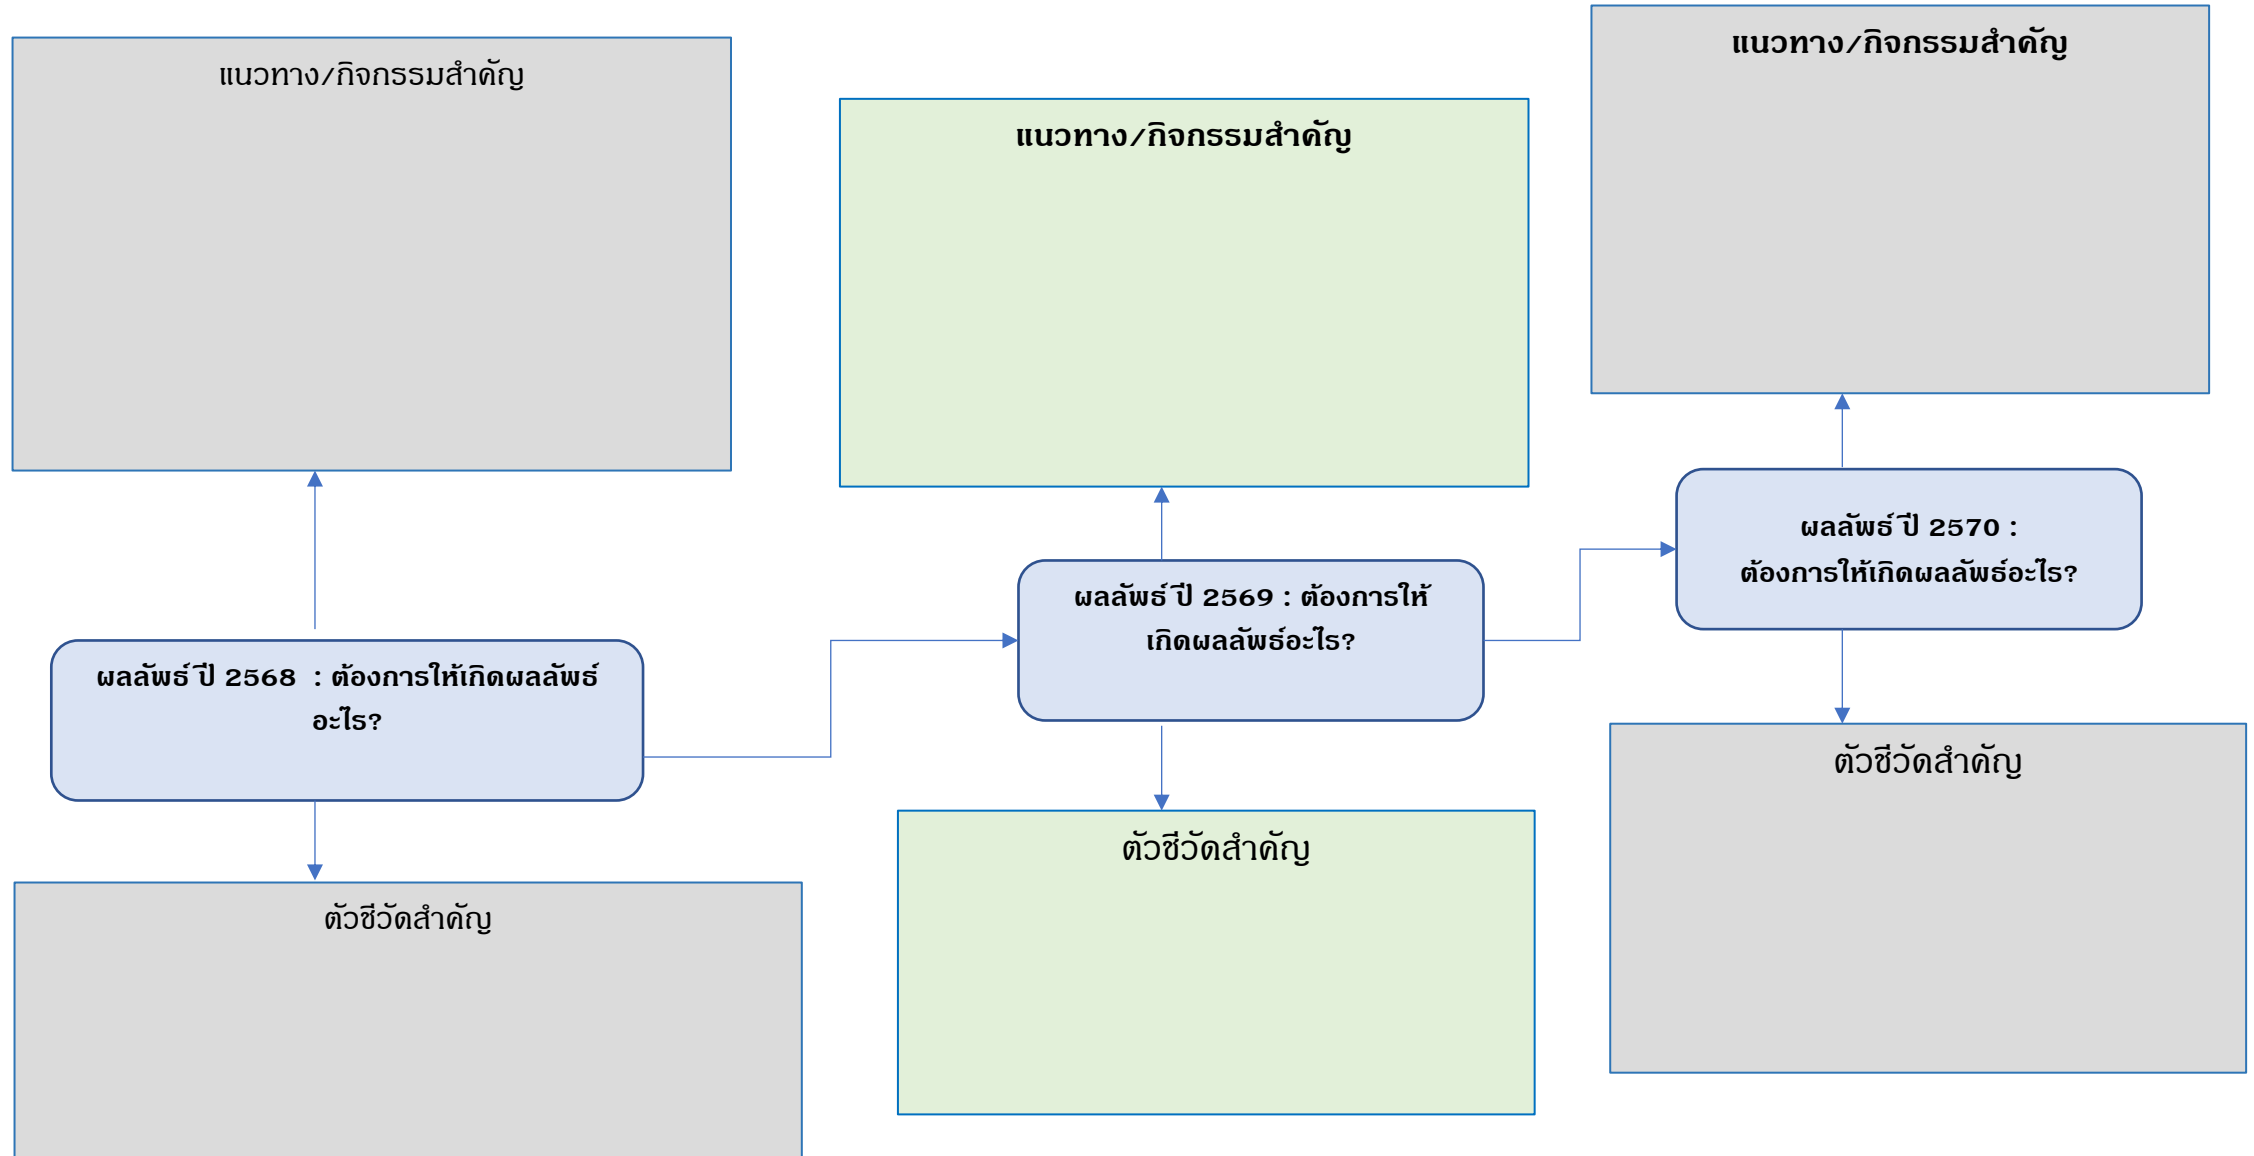 แนวทาง/กิจกรรมสำคัญ
ผลลัพธ์ ปี 2568  : ต้องการให้เกิดผลลัพธ์
อะไร?
ตัวชี้วัดสำคัญ
แนวทาง/กิจกรรมสำคัญ
ผลลัพธ์ ปี 2569 : ต้องการให้
เกิดผลลัพธ์อะไร?
ตัวชี้วัดสำคัญ
แนวทาง/กิจกรรมสำคัญ
ผลลัพธ์ ปี 2570 :
ต้องการให้เกิดผลลัพธ์อะไร?
ตัวชี้วัดสำคัญ